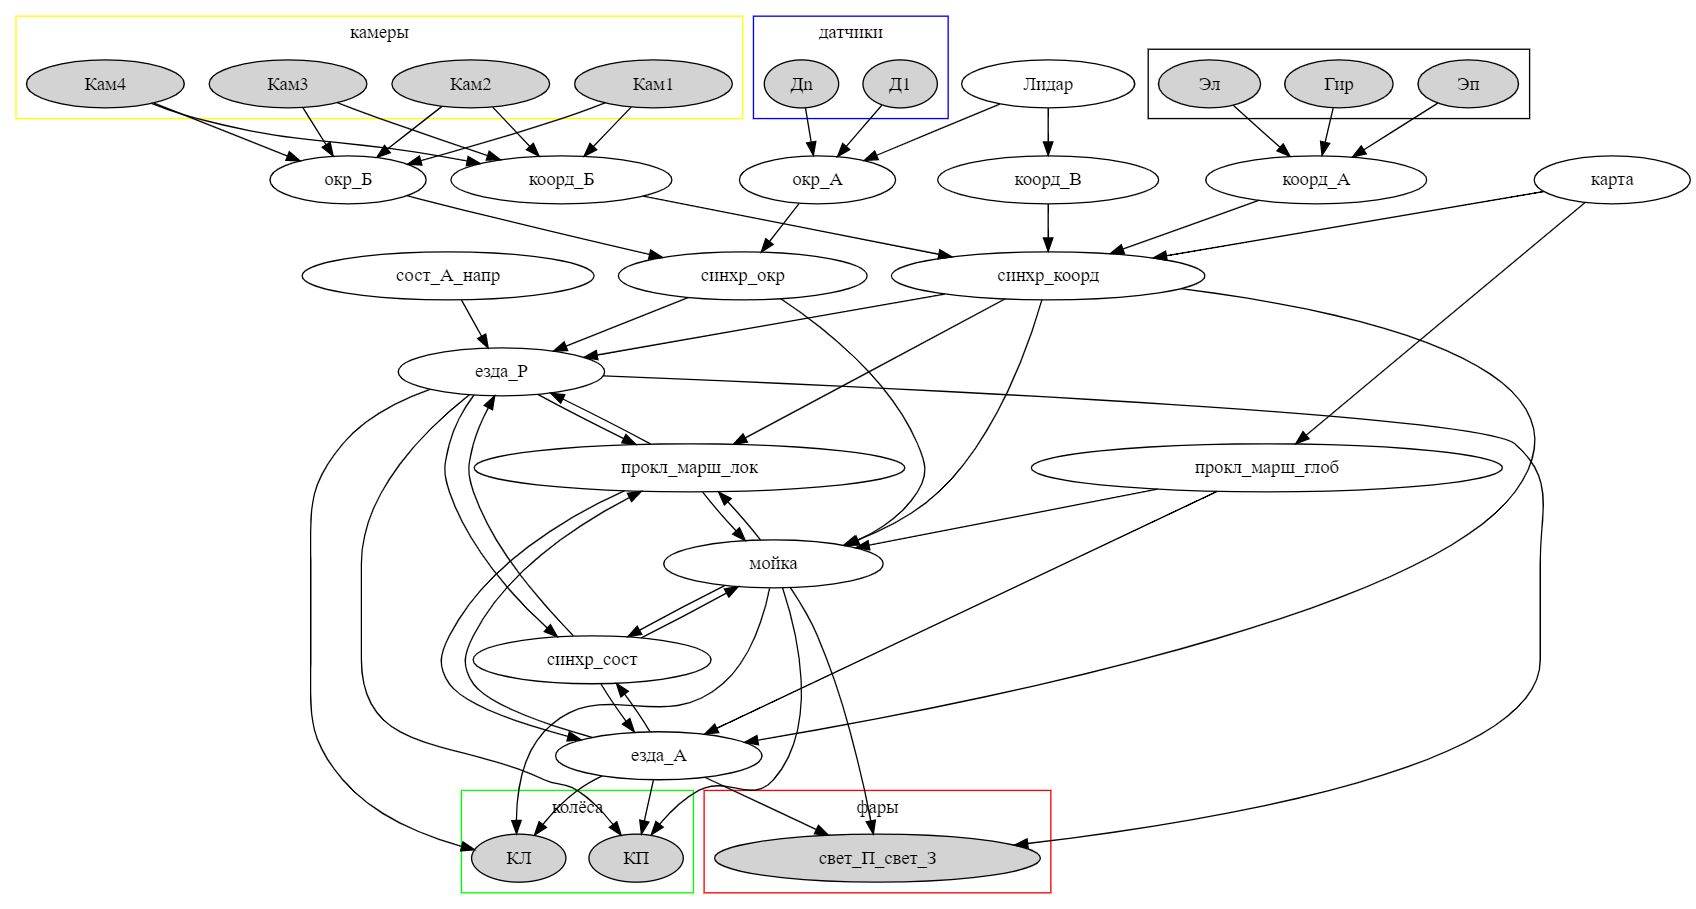 камеры
датчики
Кам4
Кам3
Кам2
Кам1
Дn
Д1
Лидар
Эл
Гир
Эп
окр_Б
коорд_Б
окр_А
коорд_В
коорд_А
карта
сост_А_напр
синхр_окр
синхр_коорд
езда_Р
прокл_марш_лок
прокл_марш_глоб
мойка
синхр_сост
езда_А
колёса
фары
КЛ
КП
свет_П_свет_З